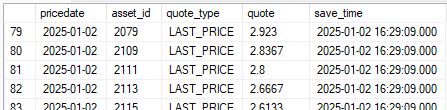 pricedate asset_id quote_type quote save_time
79 2025-01-02 2079 LAST_PRICE 2.923 2025-01-02 16:29:09.000
80 2025-01-02 2109 LAST_PRICE 2.8367 2025-01-02 16:29:09.000
81 2025-01-02 2111 LAST_PRICE 2.8 2025-01-02 16:29:09.000
82 2025-01-02 2113 LAST_PRICE 2.6667 2025-01-02 16:29:09.000
83 2025-01-02 2115 LAST_PRICE 2.6133 2025-01-02 16:29:09.000